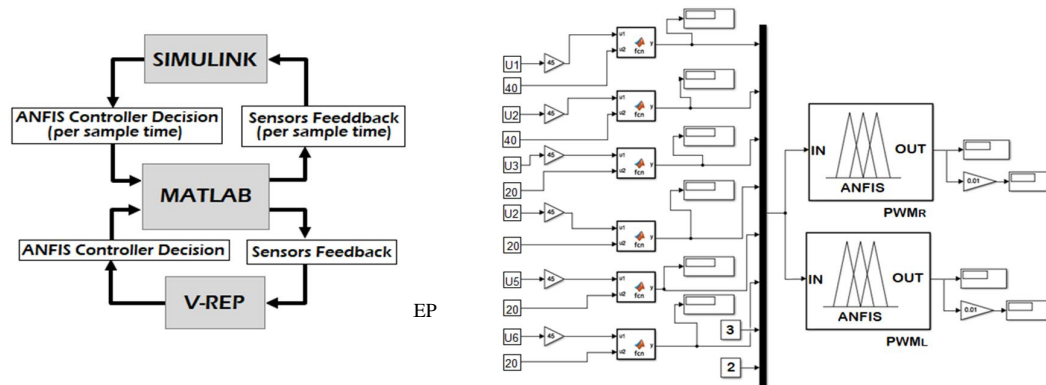 SIMULINK
ANFIS Controller Decision
(per sample time)
Sensors Feeddback
(per sample time)
MATLAB
ANFIS Controller Decision
Sensors Feedback
V-REP
EP
U1
45
40
u1
u2
y
fcn
U2
45
40
u1
u2
y
fcn
U3
45
20
u1
u2
y
fcn
U2
45
20
u1
u2
y
fcn
U5
45
20
u1
u2
y
fcn
U6
45
20
u1
u2
y
fcn
3
2
IN
OUT
ANFIS
0.01
PWMR
IN
OUT
ANFIS
0.01
PWML